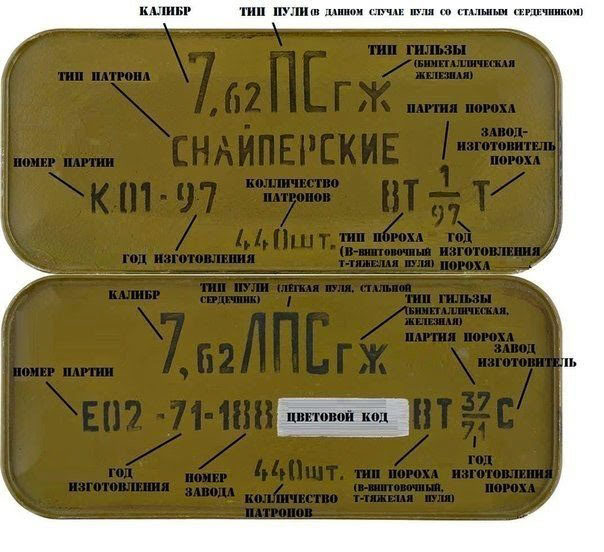 КАЛИБР
ТИП ПУЛИ (В ДАННОМ СЛУЧАЕ ПУЛЯ СО СТАЛЬНЫМ СЕРДЕЧНИКОМ)
ТИП ГИЛЬЗЫ
(БИМЕТАЛЛИЧЕСКАЯ
ЖЕЛЕЗНАЯ)
ТИП ПАТРОНА
7,62ПСГЖ
ПАРТИЯ ПОРОХА
СНАЙПЕРСКИЕ
ЗАВОД-
ИЗГОТОВИТЕЛЬ
ПОРОХА
НОМЕР ПАРТИИ
КОЛЛИЧЕСТВО
ПАТРОНОВ
К.01-97
ВТ 1/97 Т
440шт.
ГОД ИЗГОТОВЛЕНИЯ
ТИП ПОРОХА
(В-ВИНТОВОЧНЫЙ
Т-ТЯЖЕЛАЯ ПУЛЯ)
ГОД
ИЗГОТОВЛЕНИЯ
ПОРОХА
КАЛИБР
ТИП ПУЛИ (ЛЁГКАЯ ПУЛЯ, СТАЛЬНОЙ
СЕРДЕЧНИК)
ТИП ГИЛЬЗЫ
(БИМЕТАЛЛИЧЕСКАЯ,
ЖЕЛЕЗНАЯ)
7,62ЛПСГЖ
ПАРТИЯ ПОРОХА
ЗАВОД
ИЗГОТОВИТЕЛЬ
НОМЕР ПАРТИИ
Е02-71-188
ЦВЕТОВОЙ КОД
ВТ 37/71 С
440шт.
ГОД
ИЗГОТОВЛЕНИЯ
НОМЕР
ЗАВОДА
КОЛЛИЧЕСТВО
ПАТРОНОВ
ТИП ПОРОХА
(В-ВИНТОВОЧНЫЙ,
Т-ТЯЖЕЛАЯ ПУЛЯ)
ГОД
ИЗГОТОВЛЕНИЯ
ПОРОХА